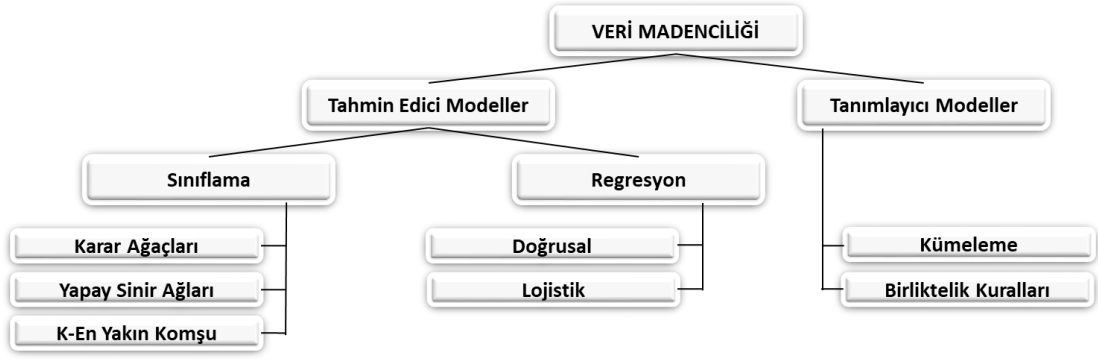 VERİ MADENCİLİĞİ
Tahmin Edici Modeller
Tanımlayıcı Modeller
Sınıflama
Regresyon
Karar Ağaçları
Yapay Sinir Ağları
K-En Yakın Komşu
Doğrusal
Lojistik
Kümeleme
Birliktelik Kuralları